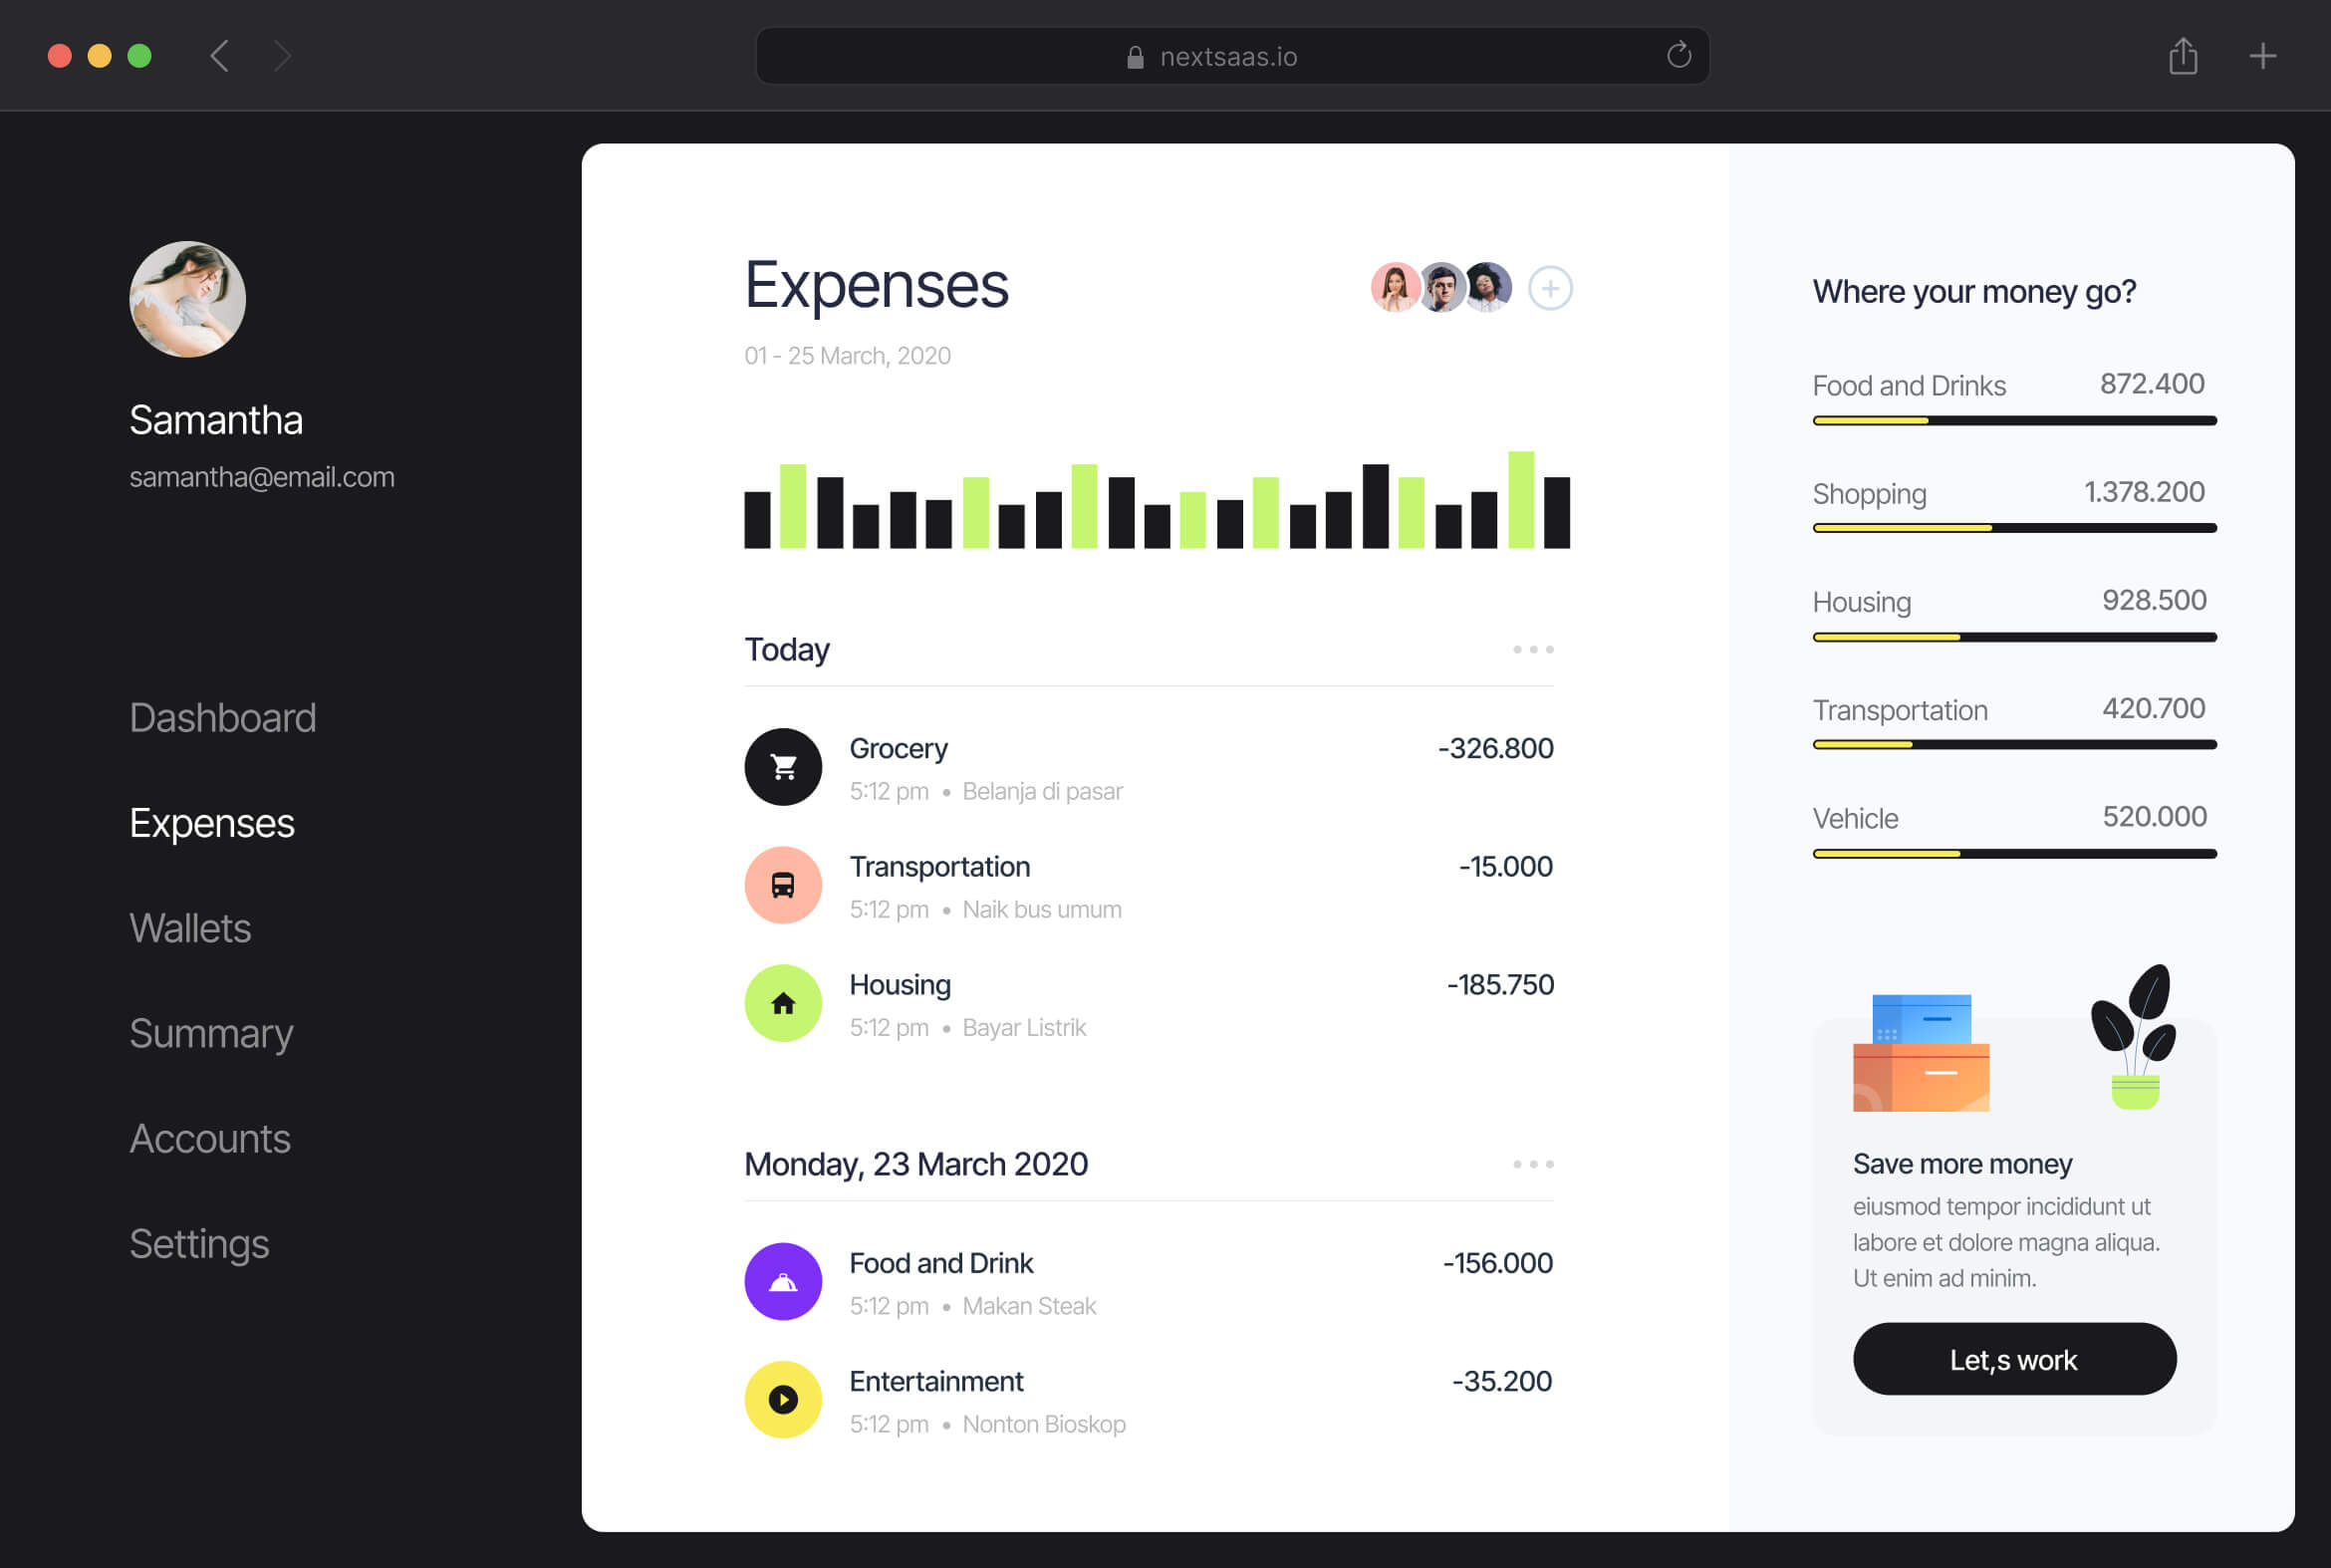 nextsaas.io
Samantha
samantha@email.com
Dashboard
Expenses
Wallets
Summary
Accounts
Settings
Expenses
01 - 25 March, 2020
Today
Grocery
-326.800
5:12 pm • Belanja di pasar
Transportation
-15.000
5:12 pm • Naik bus umum
Housing
-185.750
5:12 pm • Bayar Listrik
Monday, 23 March 2020
Food and Drink
-156.000
5:12 pm • Makan Steak
Entertainment
-35.200
5:12 pm • Nonton Bioskop
Where your money go?
Food and Drinks
872.400
Shopping
1.378.200
Housing
928.500
Transportation
420.700
Vehicle
520.000
Save more money
eiusmod tempor incididunt ut
labore et dolore magna aliqua.
Ut enim ad minim.
Let,s work